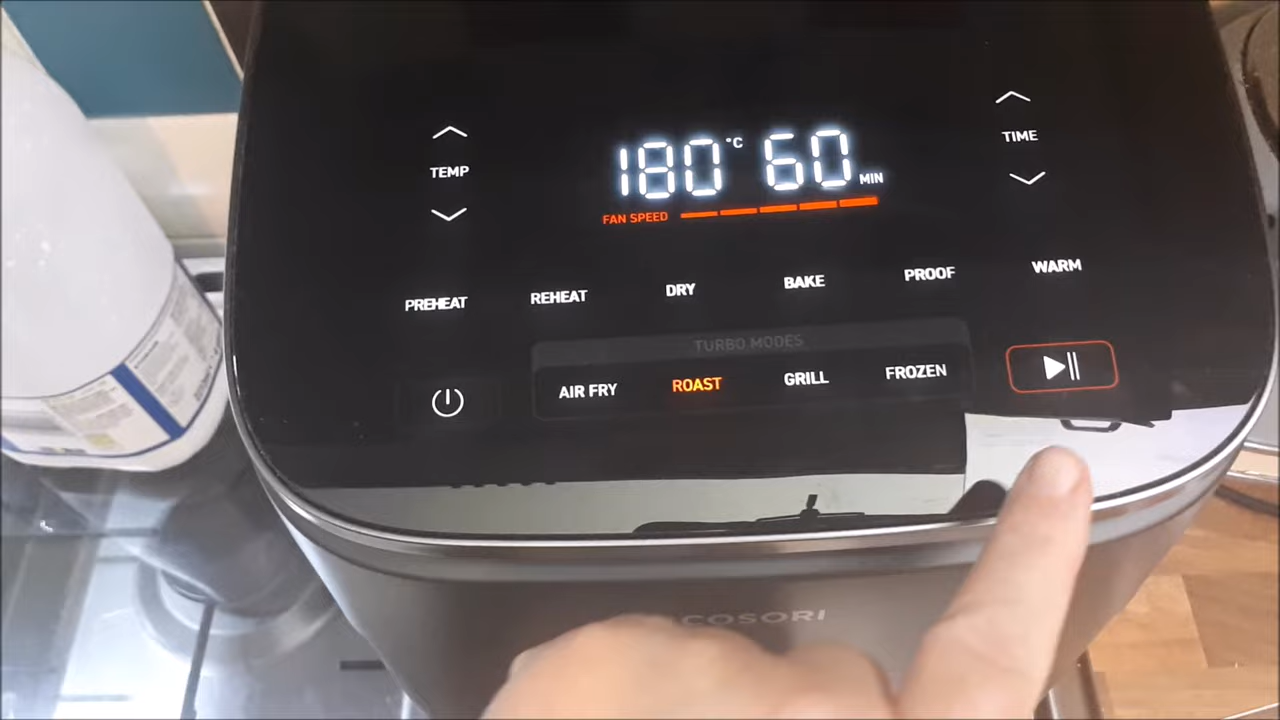 TEMP
180 °C 60 MIN
TIME
FAN SPEED
PREHEAT REHEAT DRY BAKE PROOF WARM
TURBO MODES
AIR FRY ROAST GRILL FROZEN
COSORI